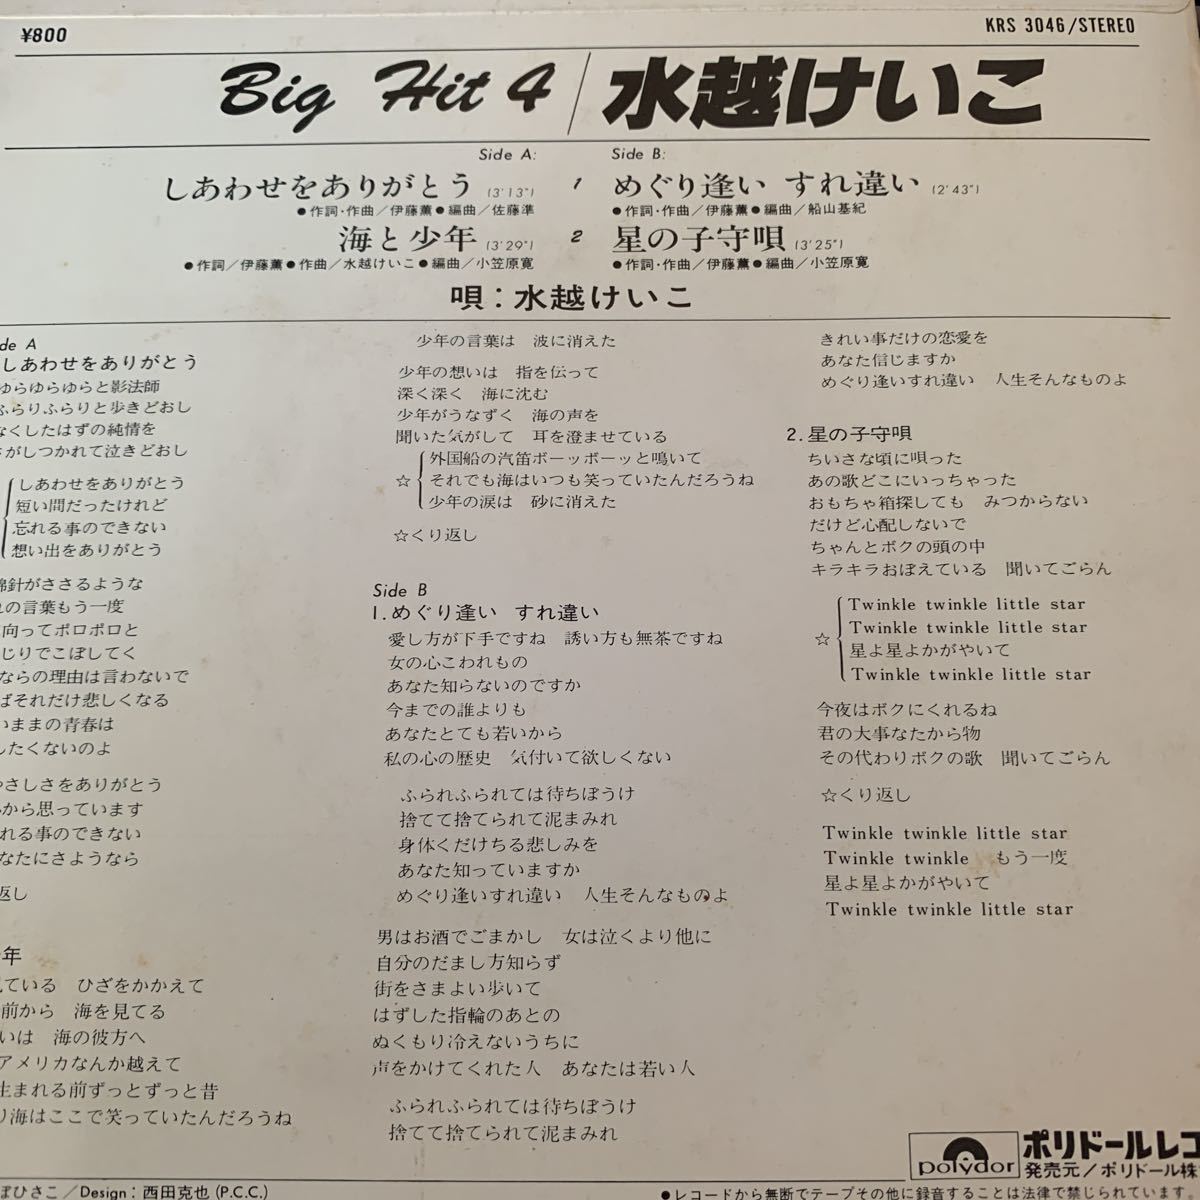 ¥800
KRS 3046/STEREO
Big Hit 4/水越けいこ
Side A:
1 しあわせをありがとう (3'13")
●作詞・作曲/伊藤薫●編曲/佐藤準
2 海と少年 (3'29")
●作詞/伊藤薫●作曲/水越けいこ●編曲/小笠原寛
Side B:
めぐり逢い すれ違い (2'43")
●作詞・作曲/伊藤薫●編曲/船山基紀
星の子守唄 (3'25")
●作詞・作曲/伊藤薫●編曲/小笠原寛
唄:水越けいこ
de A
しあわせをありがとう
ゆらゆらゆらと影法師
ふらりふらりと歩きどおし
なくしたはずの純情を
がしつかれて泣きどおし
しあわせをありがとう
短い間だったけれど
忘れる事のできない
想い出をありがとう
針がささるような
の言葉もう一度
向ってボロボロと
じりでこぼしてく
ならの理由は言わないで
ばそれだけ悲しくなる
いままの青春は
したくないのよ
やさしさをありがとう
から思っています
れる事のできない
なたにさようなら
返し
年
ている ひざをかかえて
前から 海を見てる
いは 海の彼方へ
アメリカなんか越えて
生まれる前ずっとずっと昔
り海はここで笑っていたんだろうね
少年の言葉は 波に消えた
少年の想いは 指を伝って
深く深く 海に沈む
少年がうなずく 海の声を
聞いた気がして 耳を澄ませている
☆外国船の汽笛ボーッボーッと鳴いて
それでも海はいつも笑っていたんだろうね
少年の涙は 砂に消えた
☆くり返し
Side B
1.めぐり逢い すれ違い
愛し方が下手ですね 誘い方も無茶ですね
女の心こわれもの
あなた知らないのですか
今までの誰よりも
あなたとても若いから
私の心の歴史 気付いて欲しくない
ふられふられては待ちぼうけ
捨てて捨てられて泥まみれ
身体くだけちる悲しみを
あなた知っていますか
めぐり逢いすれ違い 人生そんなものよ
男はお酒でごまかし 女は泣くより他に
自分のだまし方知らず
街をさまよい歩いて
はずした指輪のあとの
ぬくもり冷えないうちに
声をかけてくれた人 あなたは若い人
ふられふられては待ちぼうけ
捨てて捨てられて泥まみれ
きれい事だけの恋愛を
あなた信じますか
めぐり逢いすれ違い 人生そんなものよ
2.星の子守唄
ちいさな頃に唄った
あの歌どこにいっちゃった
おもちゃ箱探しても みつからない
だけど心配しないで
ちゃんとボクの頭の中
キラキラおぼえている 聞いてごらん
☆Twinkle twinkle little star
Twinkle twinkle little star
星よ星よかがやいて
Twinkle twinkle little star
今夜はボクにくれるね
君の大事なたから物
その代わりボクの歌 聞いてごらん
☆くり返し
Twinkle twinkle little star
Twinkle twinkle もう一度
星よ星よかがやいて
Twinkle twinkle little star
polydor
ポリドールレコ
発売元/ポリドール株
ぼひさこ/Design:西田克也(P.C.C.)
●レコードから無断でテープその他に録音することは法律で禁じられています.